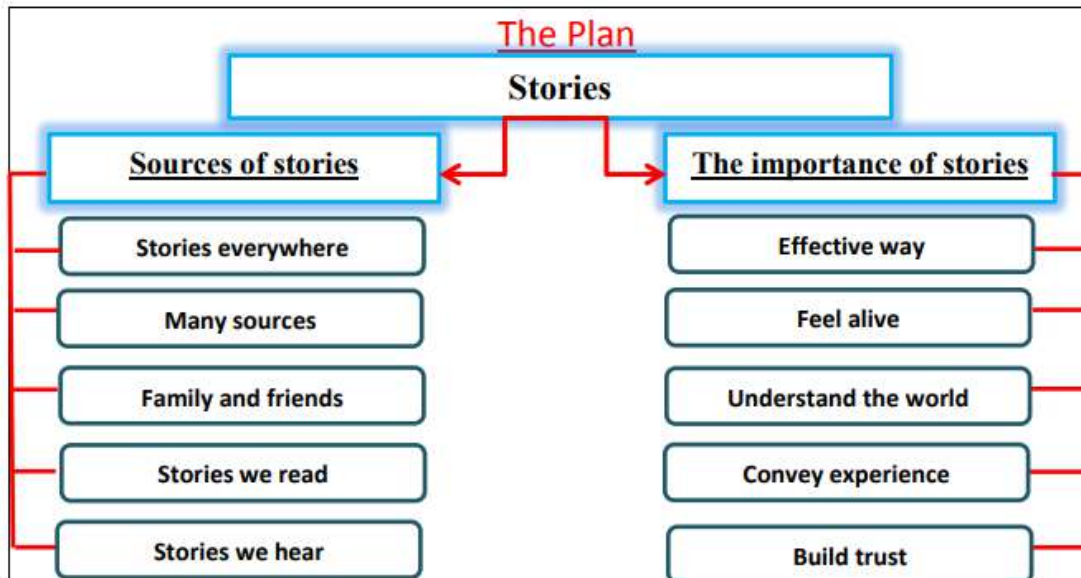 The Plan
Stories
Sources of stories
Stories everywhere
Many sources
Family and friends
Stories we read
Stories we hear
The importance of stories
Effective way
Feel alive
Understand the world
Convey experience
Build trust